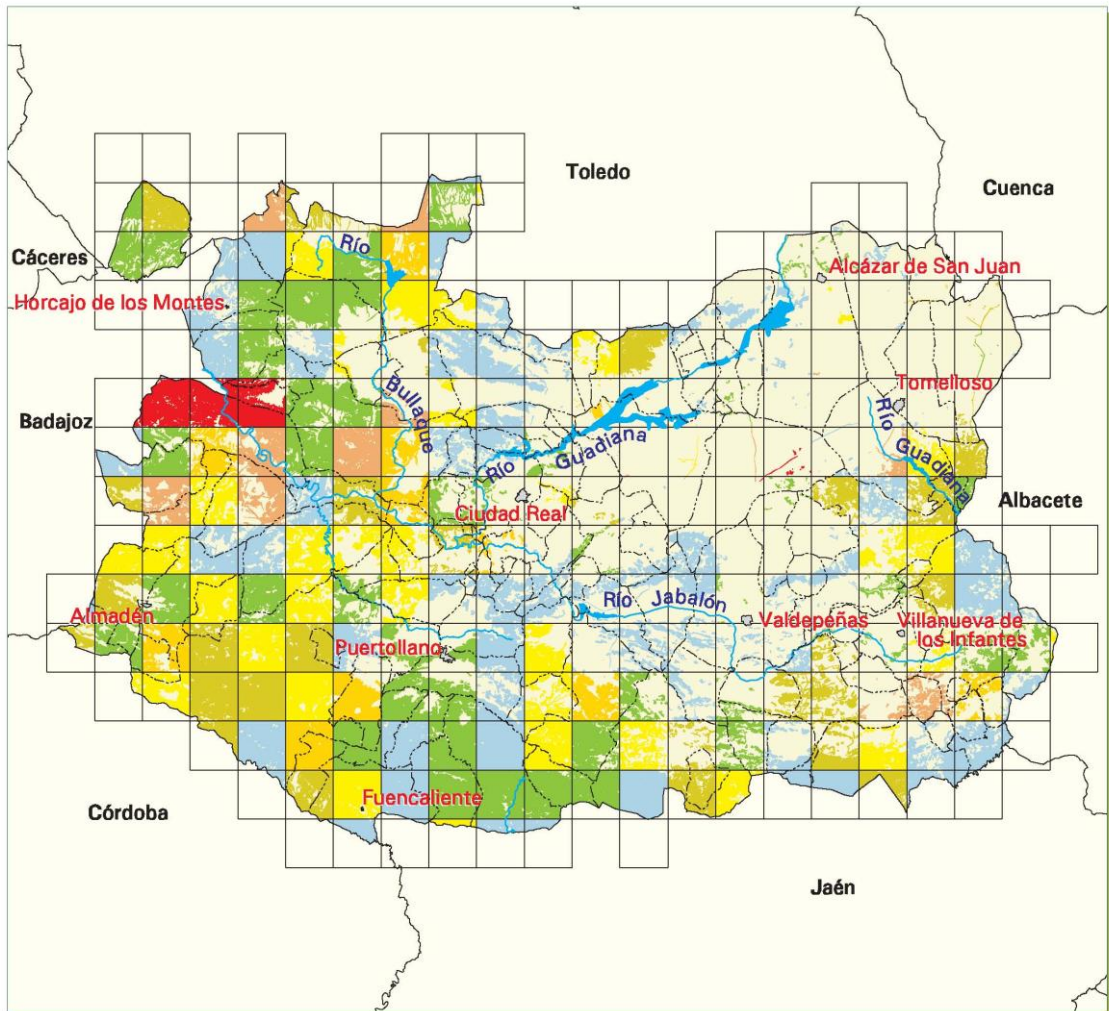 Toledo
Cuenca
Río
Cáceres
Alcázar de San Juan
Horcajo de los Montes
Bullaque
Tomelloso
Badajoz
Río Guadiana
Río Guadiana
Albacete
Ciudad Real
Río Jabalón
Almadén
Valdepeñas
Villanueva de
los Infantes
Puertollano
Fuencaliente
Córdoba
Jaén